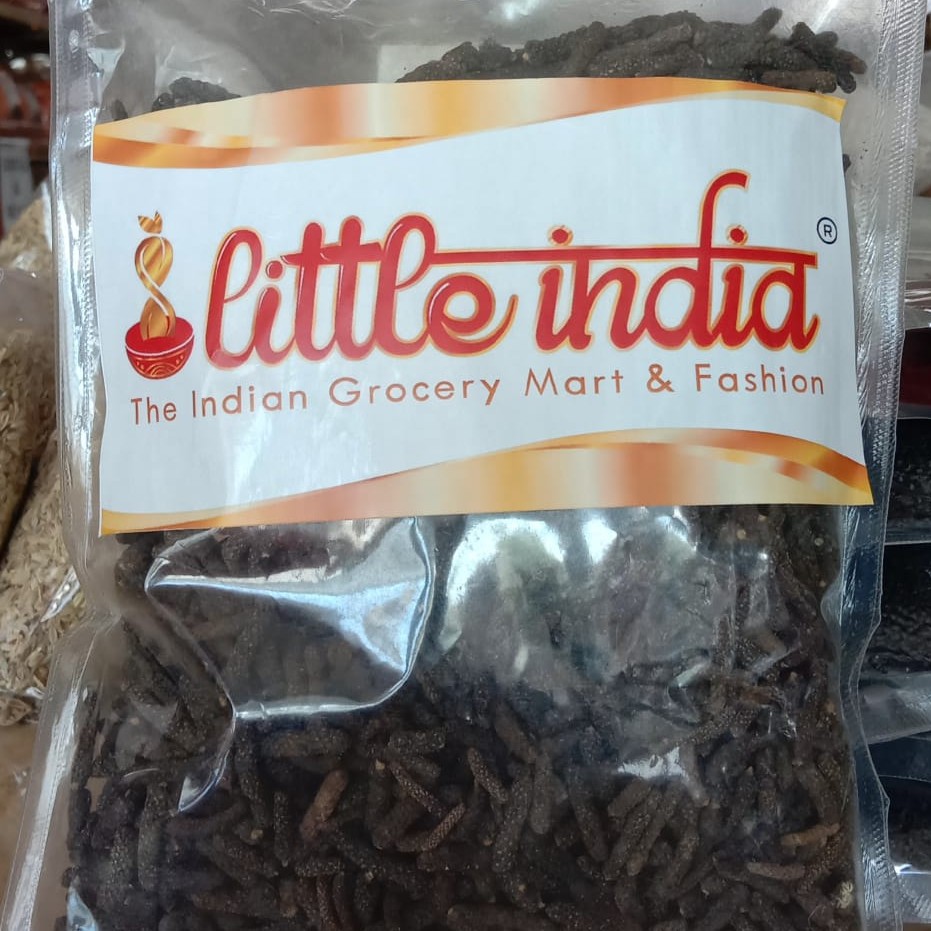 little india ®
The Indian Grocery Mart & Fashion